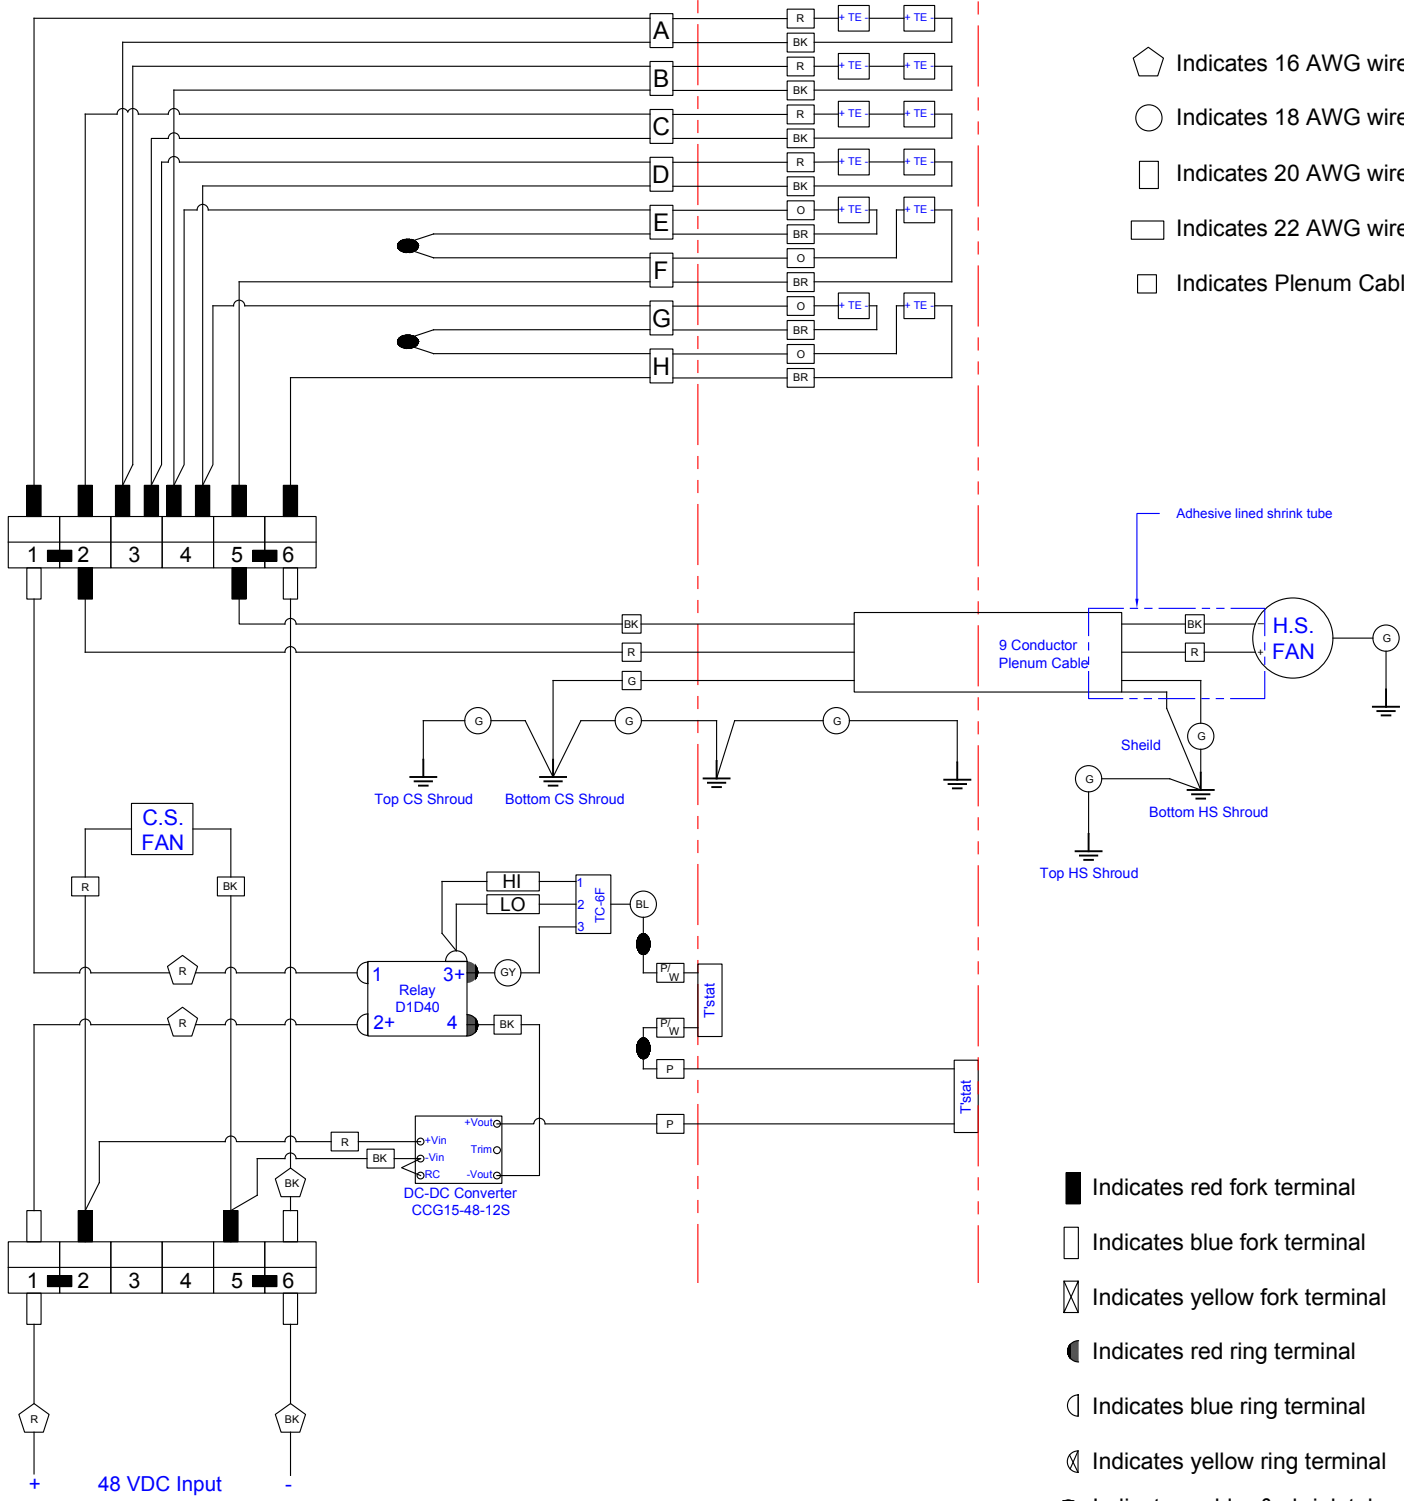 A R + TE - + TE -
BK
B R + TE - + TE -
BK
C R + TE - + TE -
BK
D R + TE - + TE -
BK
E O + TE - + TE -
BR
F O
BR
G O + TE - + TE -
BR
H O
BR
Indicates 16 AWG wire
Indicates 18 AWG wire
Indicates 20 AWG wire
Indicates 22 AWG wire
Indicates Plenum Cabl
1 2 3 4 5 6
Adhesive lined shrink tube
BK
R
G
9 Conductor
Plenum Cable
BK -
R +
H.S.
FAN
G
G G G
Top CS Shroud
Bottom CS Shroud
Sheild
G
G
Bottom HS Shroud
Top HS Shroud
C.S.
FAN
R BK
HI 1
LO 2
3
TC-6F
BL
R 1 3+ GY
Relay
D1D40
R 2+ 4 BK
P/W
T'stat
P/W
P
T'stat
P
R +Vin +Vout
BK -Vin Trim
RC -Vout
DC-DC Converter
CCG15-48-12S
BK
1 2 3 4 5 6
R BK
+ 48 VDC Input -
Indicates red fork terminal
Indicates blue fork terminal
Indicates yellow fork terminal
Indicates red ring terminal
Indicates blue ring terminal
Indicates yellow ring terminal